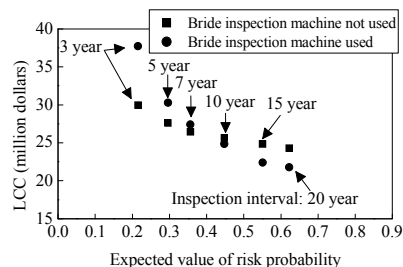 Bride inspection machine not used
Bride inspection machine used
3 year
5 year
7 year
10 year
15 year
Inspection interval: 20 year
LCC (million dollars)
40
35
30
25
20
15
0.0 0.1 0.2 0.3 0.4 0.5 0.6 0.7 0.8 0.9
Expected value of risk probability